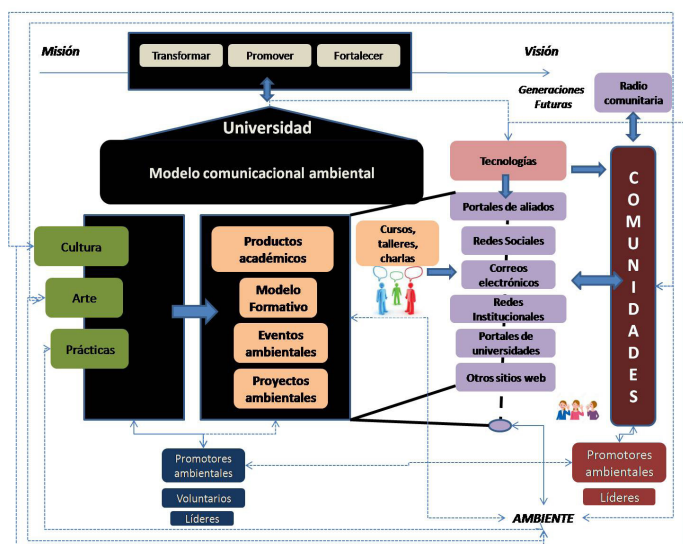 Misión
Visión
Transformar
Promover
Fortalecer
Generaciones
Futuras
Radio
comunitaria
Universidad
Modelo comunicacional ambiental
Tecnologías
COMUNIDADES
Portales de aliados
Cultura
Productos
académicos
Cursos,
talleres,
charlas
Redes Sociales
Correos
electrónicos
Arte
Modelo
Formativo
Redes
Institucionales
Prácticas
Eventos
ambientales
Portales de
universidades
Proyectos
ambientales
Otros sitios web
Promotores
ambientales
Voluntarios
Líderes
Promotores
ambientales
Líderes
AMBIENTE